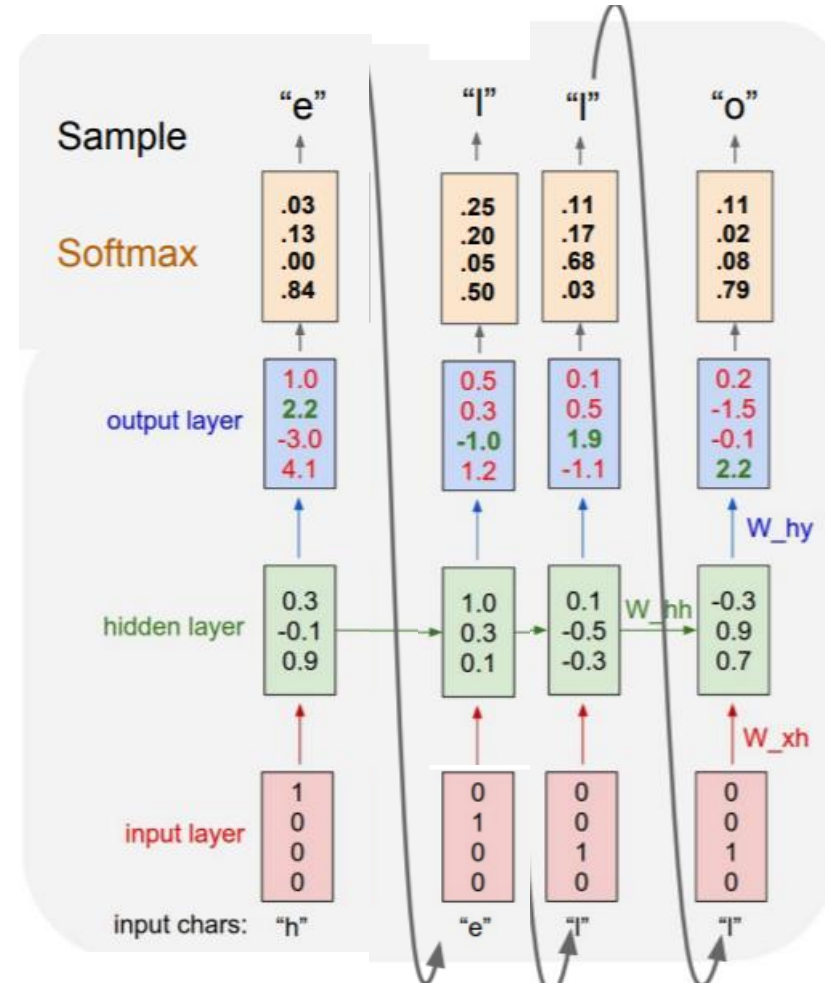 “e” “l” “l” “o”
Sample
.03 .25 .11 .11
.13 .20 .17 .02
Softmax
.00 .05 .68 .08
.84 .50 .03 .79
1.0 0.5 0.1 0.2
output layer
2.2 0.3 0.5 -1.5
-3.0 -1.0 1.9 -0.1
4.1 1.2 -1.1 2.2
W_hy
0.3 1.0 0.1 W_hh -0.3
hidden layer
-0.1 0.3 -0.5 0.9
0.9 0.1 -0.3 0.7
W_xh
1 0 0 0
input layer
0 1 0 0
0 0 1 1
0 0 0 0
input chars: “h” “e” “l” “l”